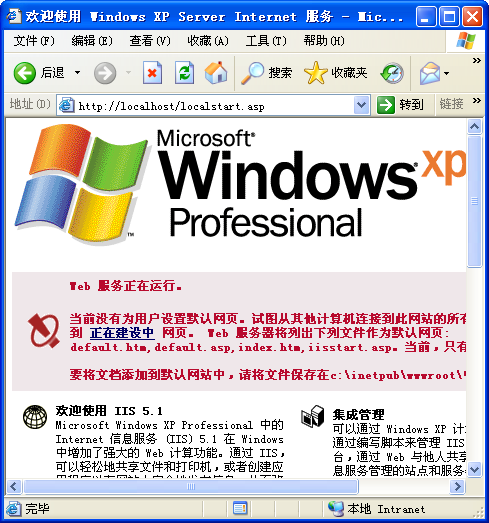 欢迎使用 Windows XP Server Internet 服务 - Mic...
文件(F) 编辑(E) 查看(V) 收藏(A) 工具(T) 帮助(H)
后退 搜索 收藏夹
地址(D) http://localhost/localstart.asp 转到 链接
Microsoft®
Windows xp
Professional
Web 服务正在运行。
当前没有为用户设置默认网页。试图从其他计算机连接到此网站的所有
到 正在建设中 网页。 Web 服务器将列出下列文件作为默认网页:
default.htm,default.asp,index.htm,iisstart.asp。当前，只有
要将文档添加到默认网站中，请将文件保存在c:\inetpub\wwwroot\
欢迎使用 IIS 5.1
Microsoft Windows XP Professional 中的
Internet 信息服务 (IIS) 5.1 在 Windows
中增加了强大的 Web 计算功能。通过 IIS，
可以轻松地共享文件和打印机，或者创建应
集成管理
可以通过 Windows XP 计
通过编写脚本来管理 IIS
台，通过 Web 与他人共享
息服务管理的站点和服务
完毕 本地 Intranet